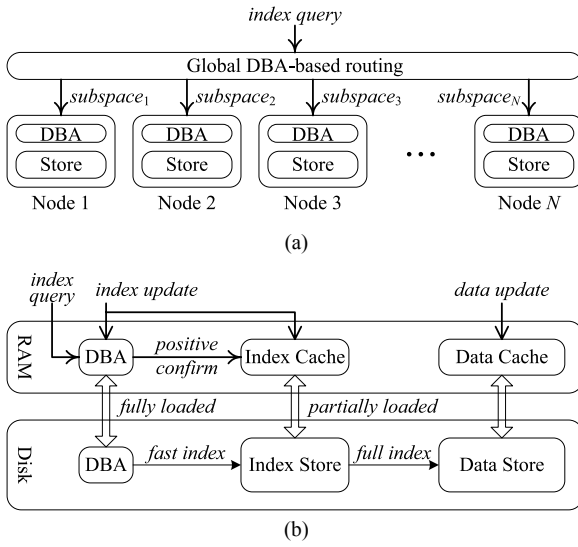 index query
Global DBA-based routing
subspace1 subspace2 subspace3 subspaceN
DBA DBA DBA DBA
Store Store Store ... Store
Node 1 Node 2 Node 3 Node N
(a)
index query
index update
data update
RAM
DBA
positive confirm
Index Cache
Data Cache
fully loaded
partially loaded
Disk
DBA
fast index
Index Store
full index
Data Store
(b)